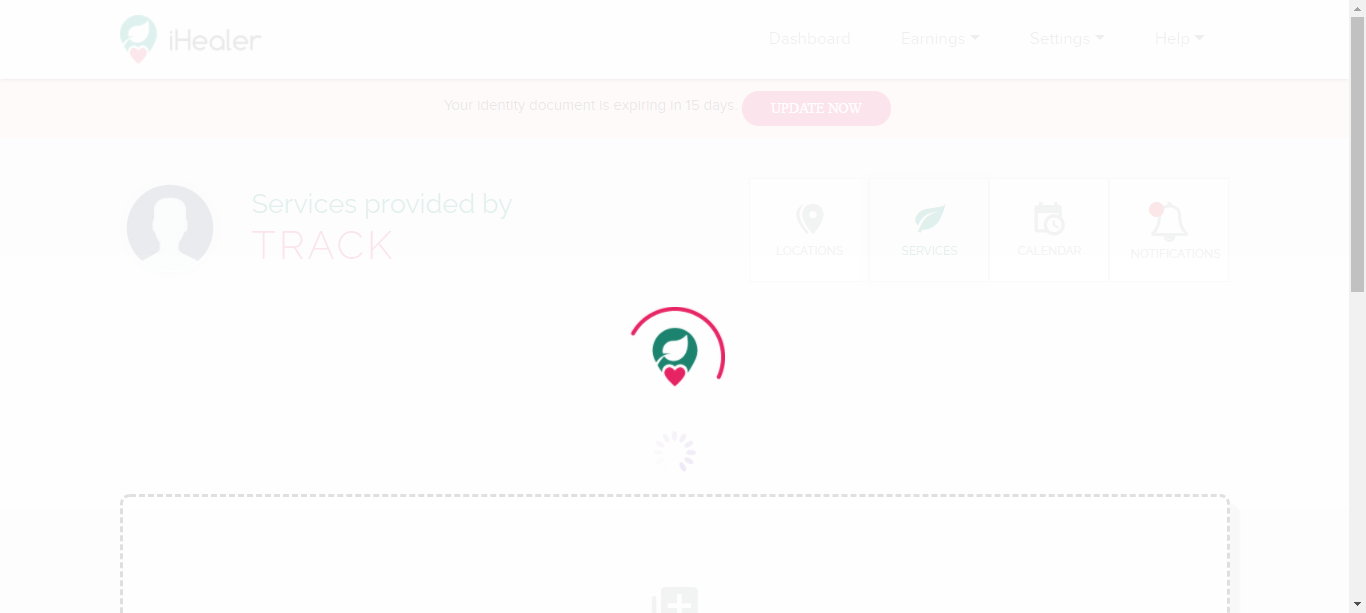 iHealer
Dashboard Earnings Settings Help
Your identity document is expiring in 15 days. UPDATE NOW
Services provided by
TRACK
LOCATIONS SERVICES CALENDAR NOTIFICATIONS